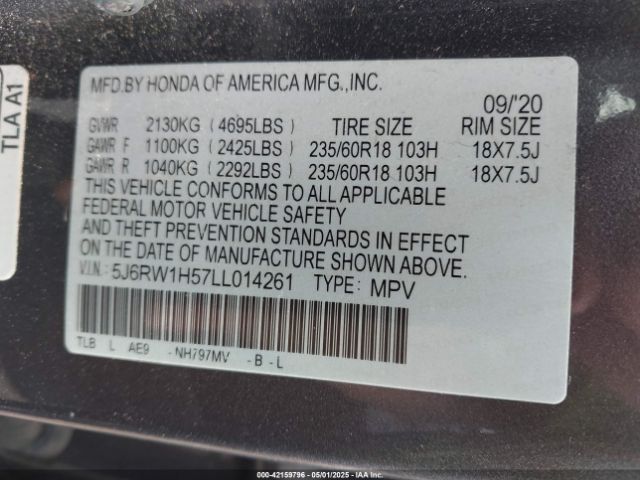 TLA A1
MFD.BY HONDA OF AMERICA MFG.,INC.
09/'20
GVWR 2130KG (4695LBS) TIRE SIZE RIM SIZE
GAWR F 1100KG (2425LBS) 235/60R18 103H 18X7.5J
GAWR R 1040KG (2292LBS) 235/60R18 103H 18X7.5J
THIS VEHICLE CONFORMS TO ALL APPLICABLE
FEDERAL MOTOR VEHICLE SAFETY
AND THEFT PREVENTION STANDARDS IN EFFECT
ON THE DATE OF MANUFACTURE SHOWN ABOVE.
V.I.N.: 5J6RW1H57LL014261 TYPE: MPV
TLB L AE9 - NH797MV - B - L
000-42159796 05/01/2025 IAA Inc.